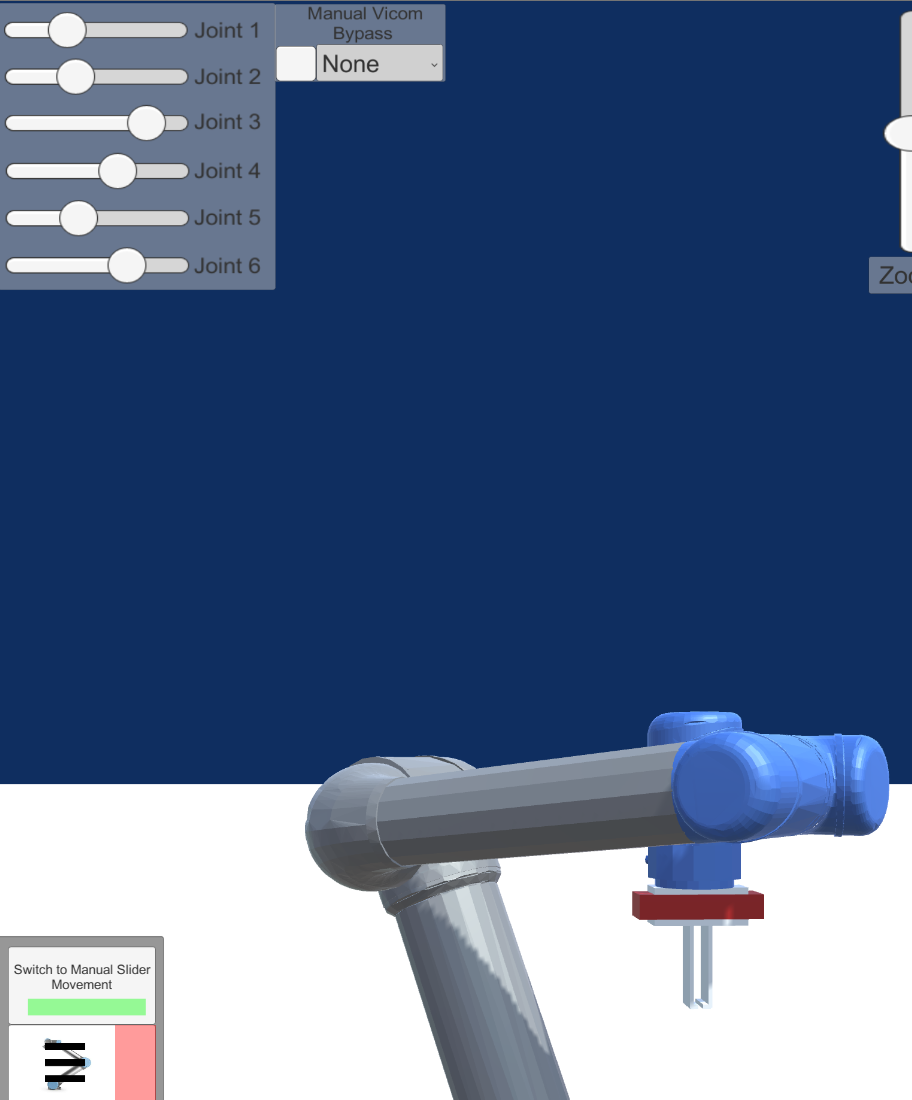 Joint 1
Joint 2
Joint 3
Joint 4
Joint 5
Joint 6
Manual Vicom
Bypass
None
Switch to Manual Slider
Movement